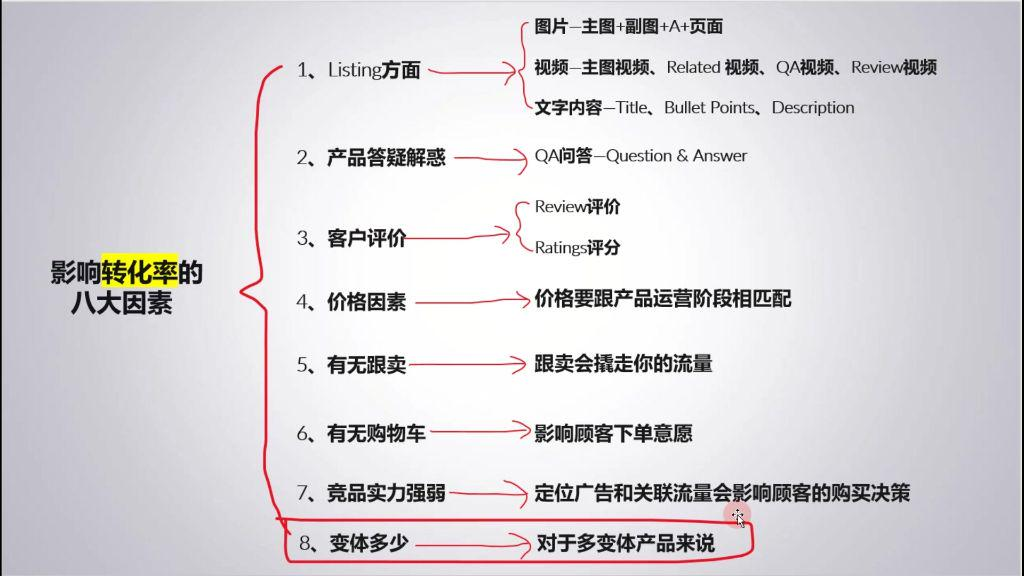 影响转化率的
八大因素
1、Listing方面
图片—主图+副图+A+页面
视频—主图视频、Related 视频、QA视频、Review视频
文字内容—Title、Bullet Points、Description
2、产品答疑解惑
QA问答—Question & Answer
3、客户评价
Review评价
Ratings评分
4、价格因素
价格要跟产品运营阶段相匹配
5、有无跟卖
跟卖会撬走你的流量
6、有无购物车
影响顾客下单意愿
7、竞品实力强弱
定位广告和关联流量会影响顾客的购买决策
8、变体多少
对于多变体产品来说